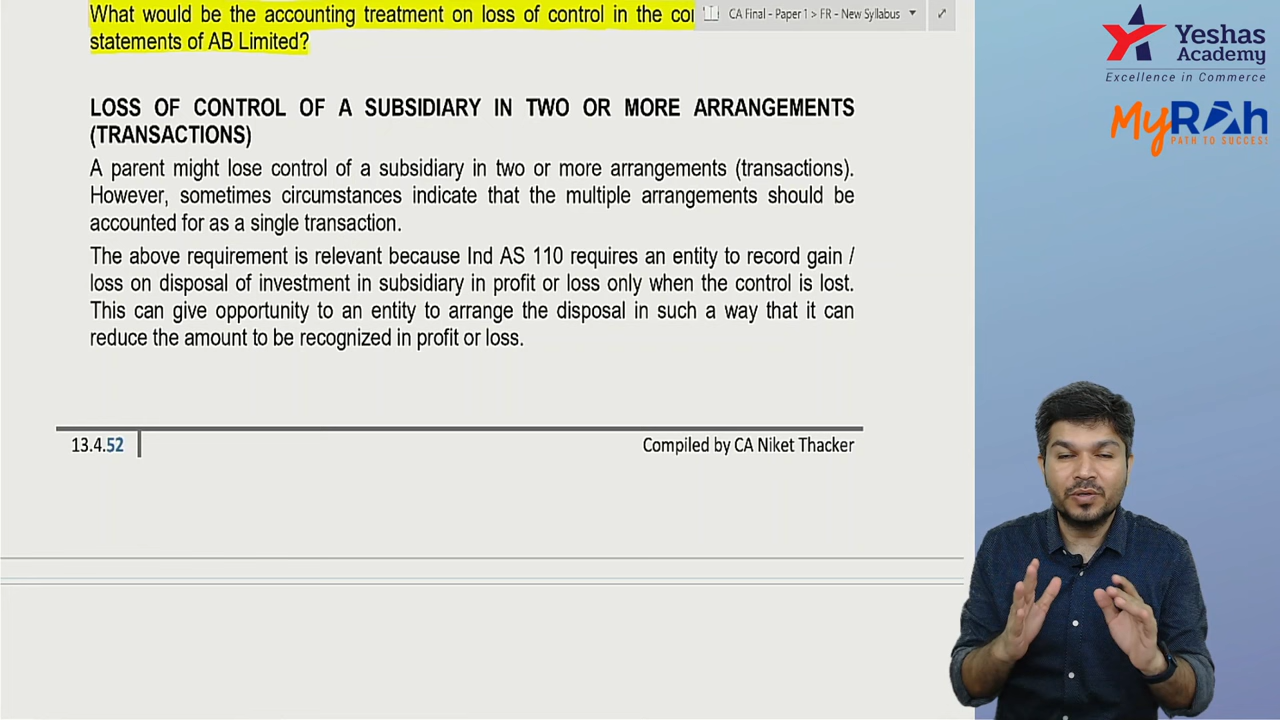 What would be the accounting treatment on loss of control in the
statements of AB Limited?
CA Final - Paper 1 > FR - New Syllabus
LOSS OF CONTROL OF A SUBSIDIARY IN TWO OR MORE ARRANGEMENTS
(TRANSACTIONS)
A parent might lose control of a subsidiary in two or more arrangements (transactions).
However, sometimes circumstances indicate that the multiple arrangements should be
accounted for as a single transaction.
The above requirement is relevant because Ind AS 110 requires an entity to record gain /
loss on disposal of investment in subsidiary in profit or loss only when the control is lost.
This can give opportunity to an entity to arrange the disposal in such a way that it can
reduce the amount to be recognized in profit or loss.
13.4.52
Compiled by CA Niket Thacker
Yeshas
Academy
Excellence in Commerce
MyRAh
PATH TO SUCCESS!